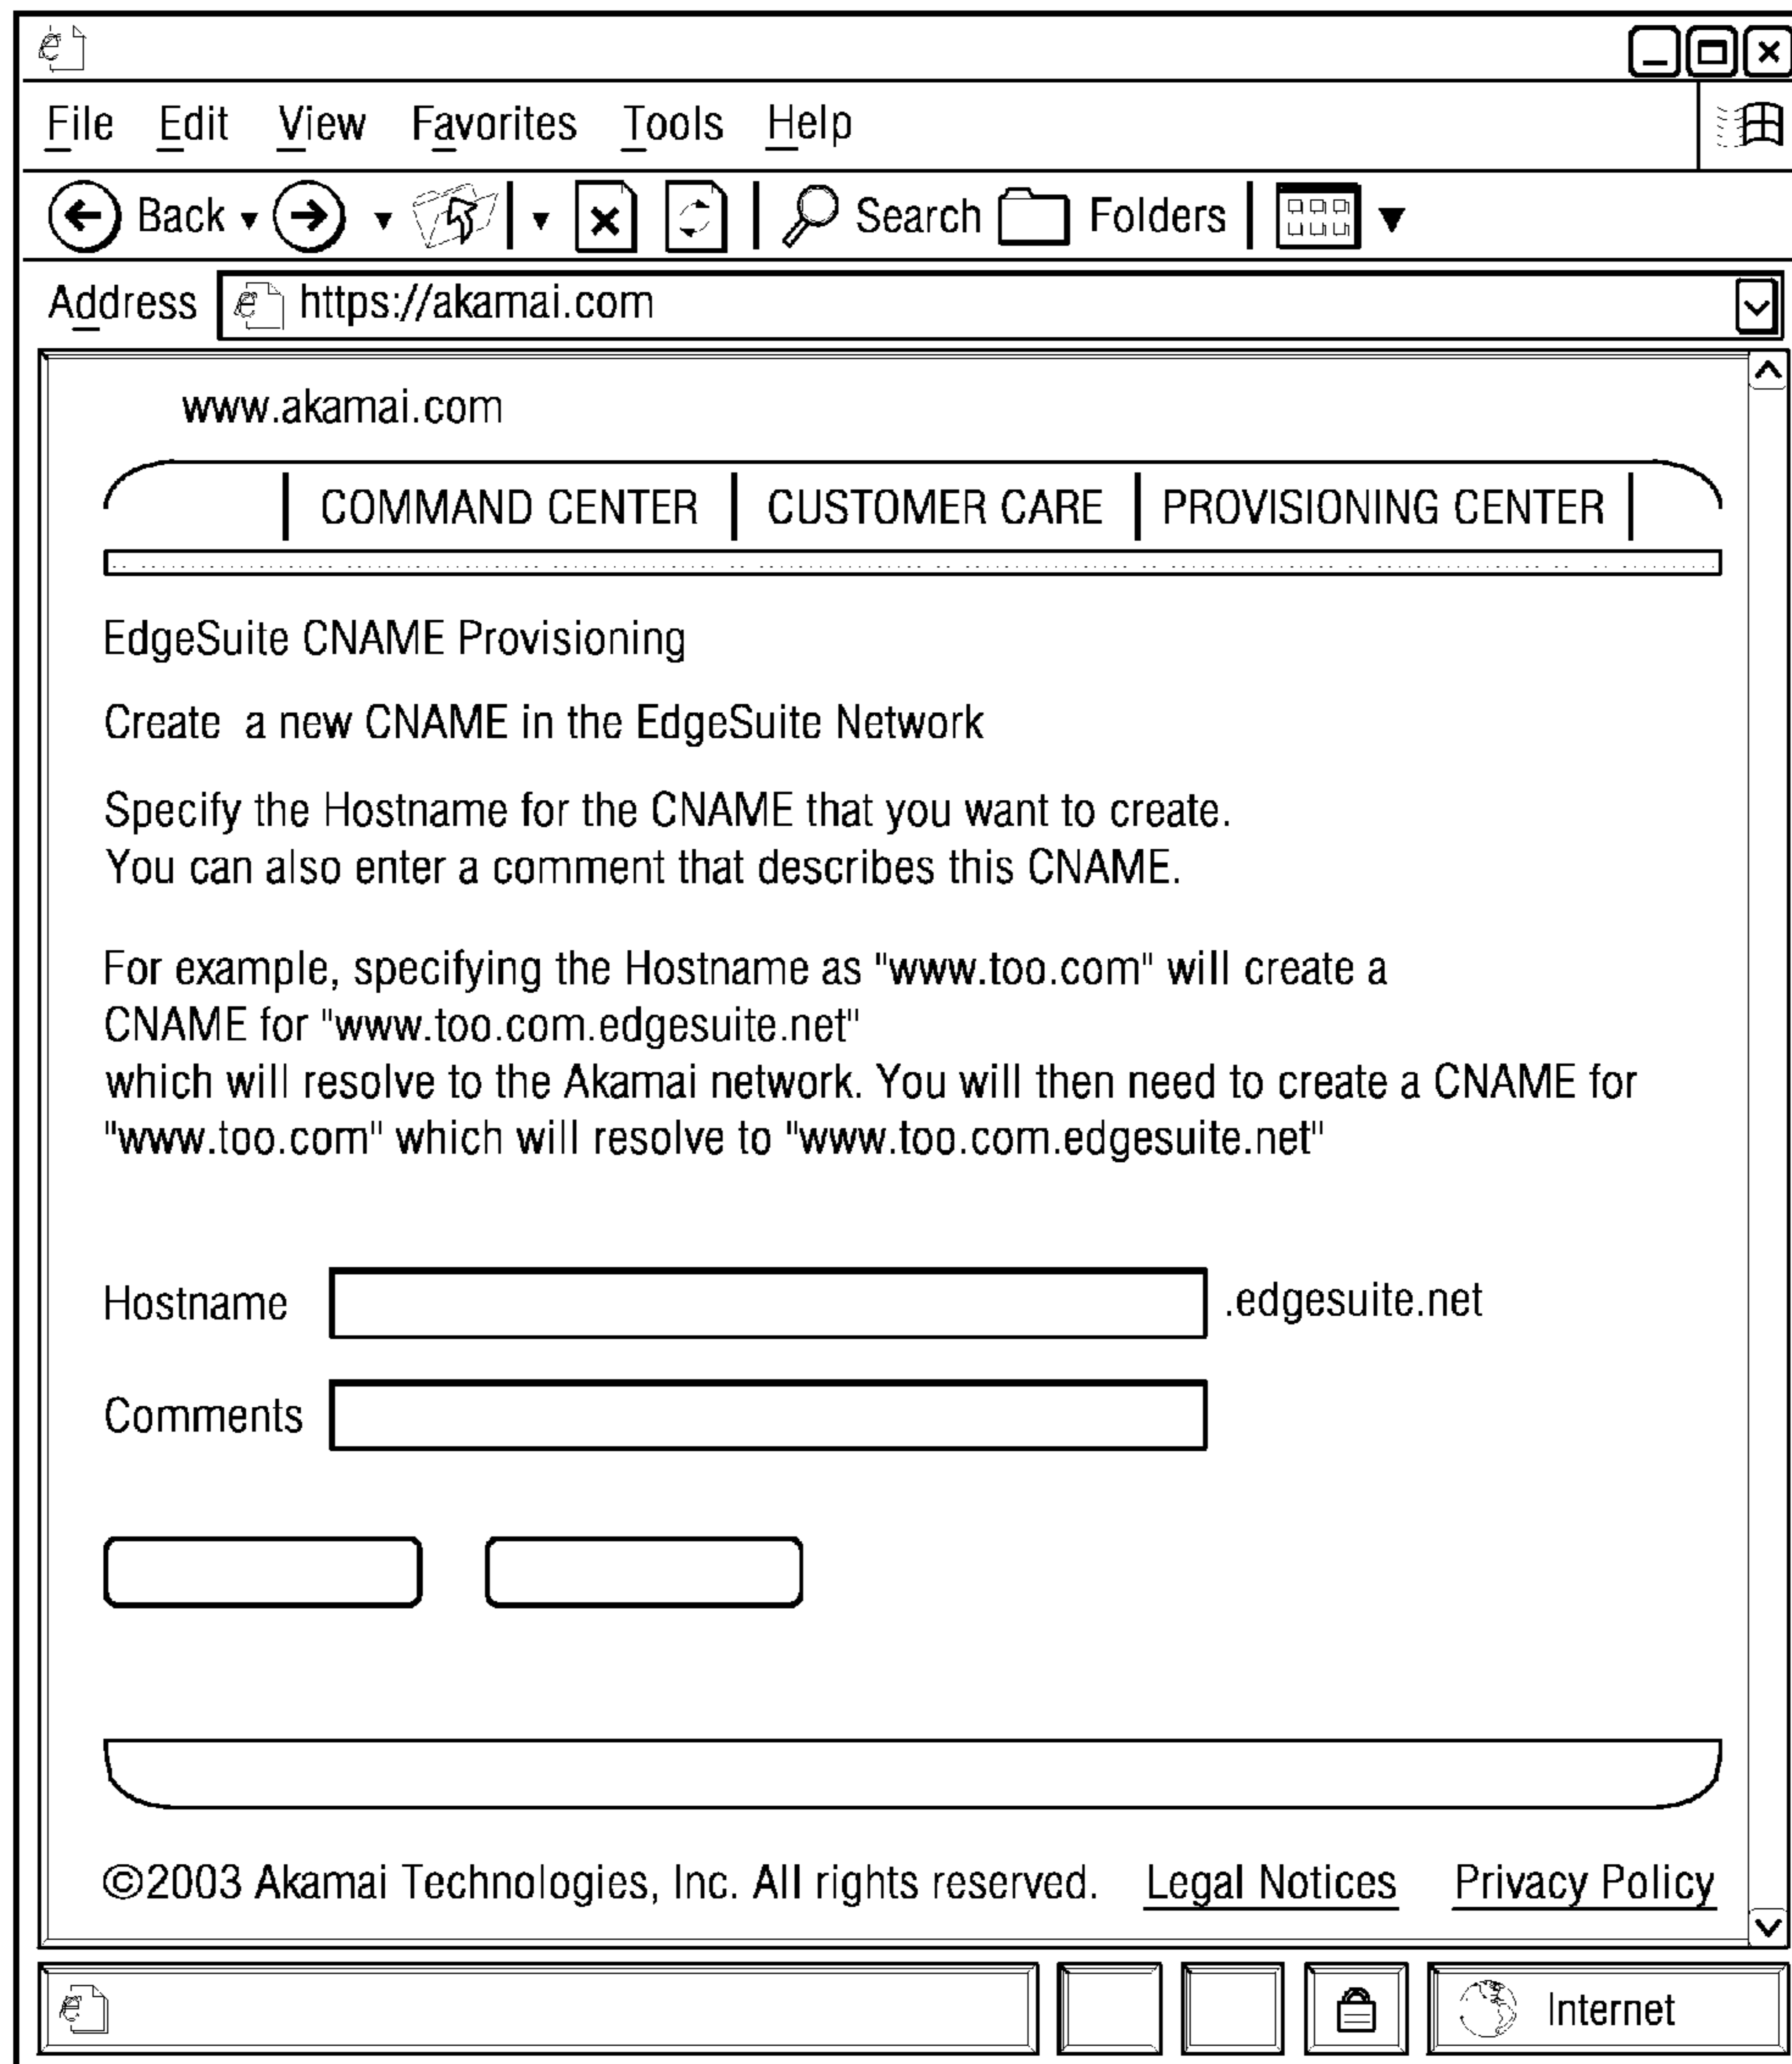 File Edit View Favorites Tools Help
Back Search Folders
Address https://akamai.com
www.akamai.com
COMMAND CENTER CUSTOMER CARE PROVISIONING CENTER
EdgeSuite CNAME Provisioning
Create a new CNAME in the EdgeSuite Network
Specify the Hostname for the CNAME that you want to create.
You can also enter a comment that describes this CNAME.
For example, specifying the Hostname as "www.too.com" will create a
CNAME for "www.too.com.edgesuite.net"
which will resolve to the Akamai network. You will then need to create a CNAME for
"www.too.com" which will resolve to "www.too.com.edgesuite.net"
Hostname .edgesuite.net
Comments
©2003 Akamai Technologies, Inc. All rights reserved. Legal Notices Privacy Policy
Internet